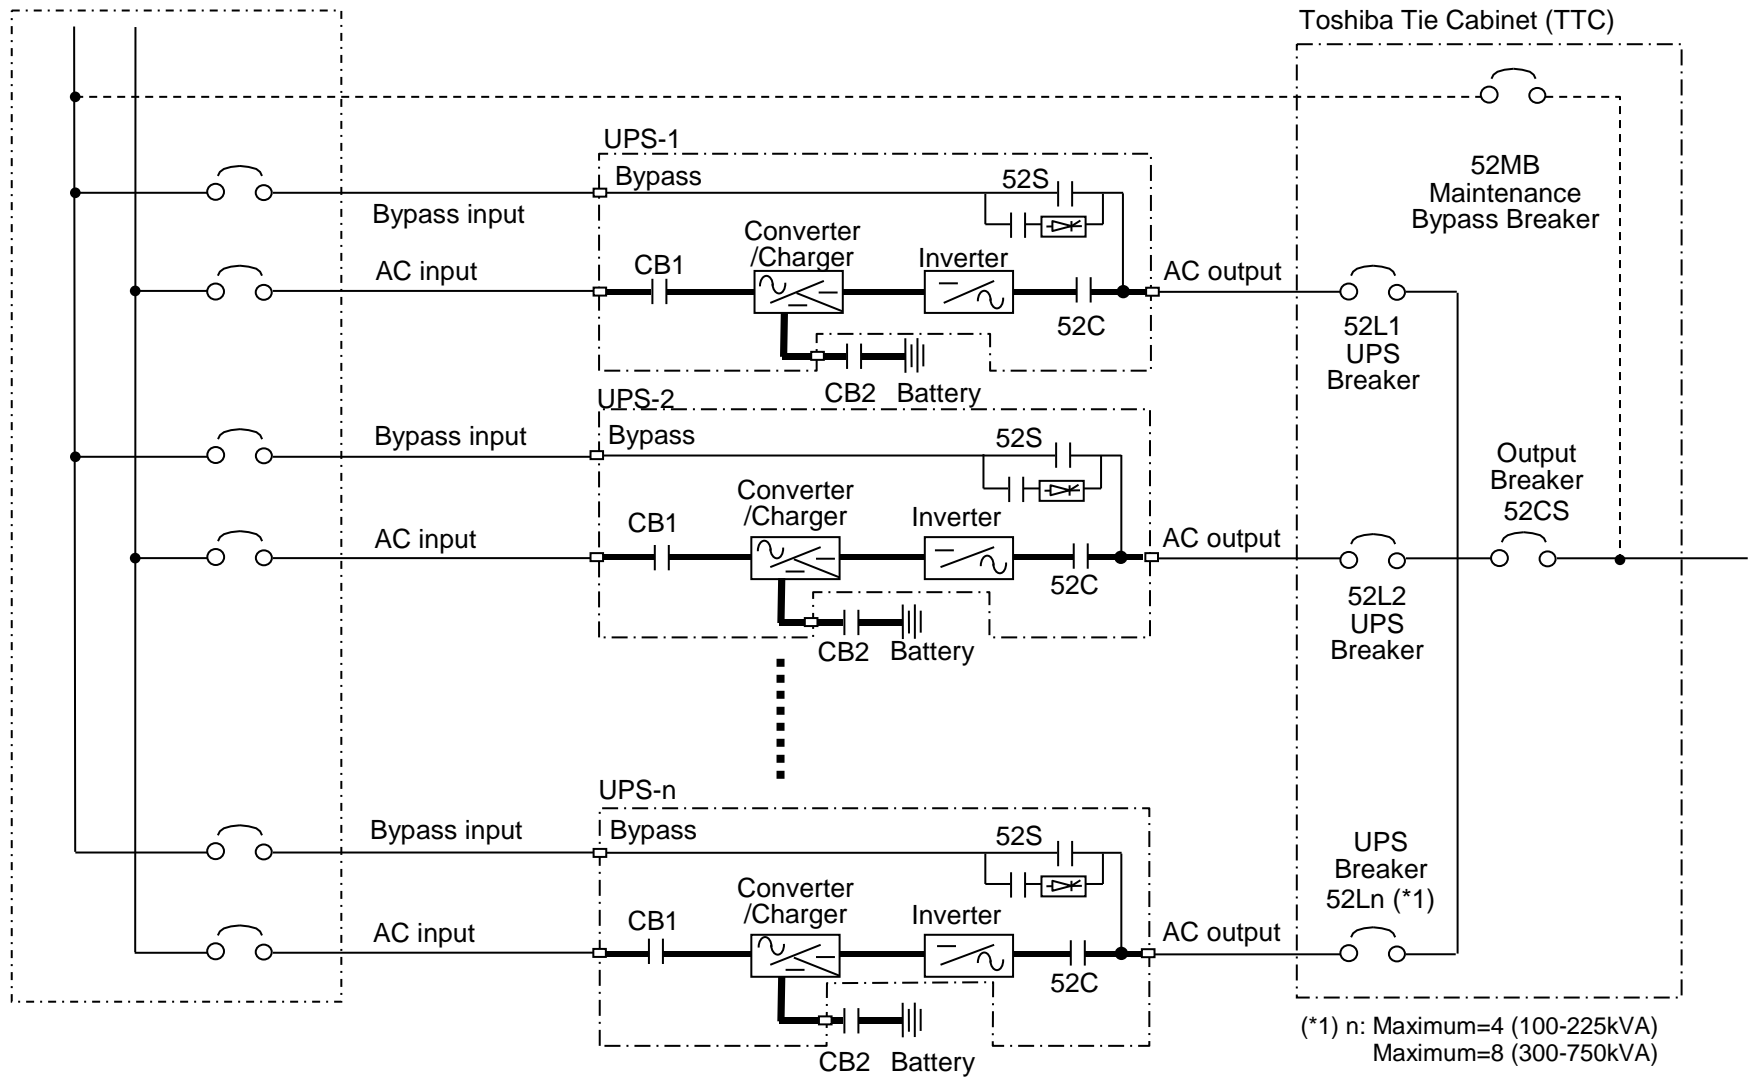 Toshiba Tie Cabinet (TTC)
52MB
Maintenance
Bypass Breaker
UPS-1
Bypass
52S
Bypass input
Converter
/Charger
Inverter
CB1
AC input
AC output
52C
52L1
UPS
Breaker
CB2
Battery
UPS-2
Bypass input
Bypass
52S
Converter
/Charger
Inverter
CB1
AC input
AC output
52C
Output
Breaker
52CS
52L2
UPS
Breaker
CB2
Battery
UPS-n
Bypass input
Bypass
52S
UPS
Breaker
52Ln (*1)
Converter
/Charger
Inverter
CB1
AC input
AC output
52C
CB2
Battery
(*1) n: Maximum=4 (100-225kVA)
Maximum=8 (300-750kVA)